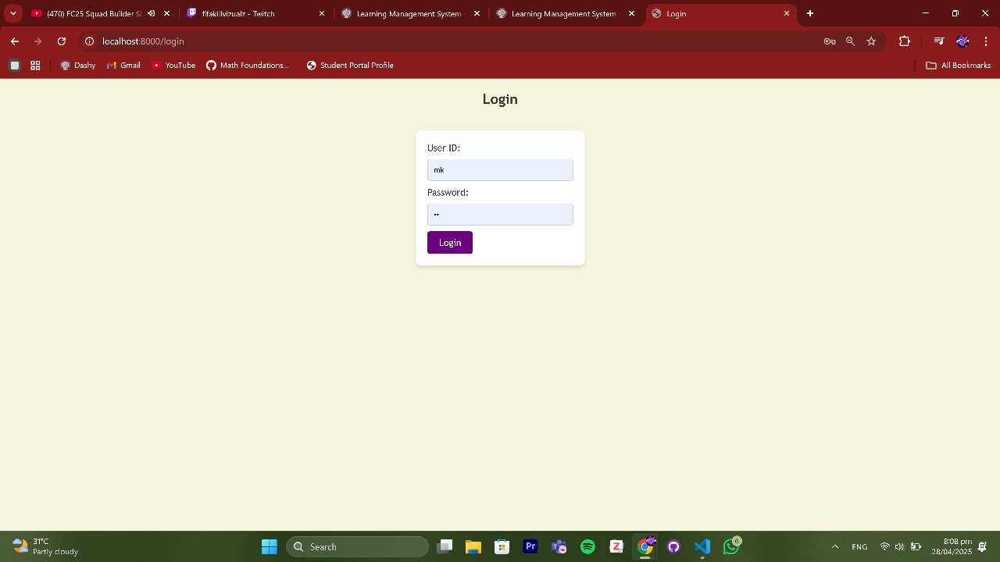 (470) FC25 Squad Builder S
fifakillvizualz - Twitch
Learning Management System
Learning Management System
Login
localhost:8000/login
Dashy
Gmail
YouTube
Math Foundations...
Student Portal Profile
All Bookmarks
Login
User ID:
mk
Password:
••
Login
31°C
Partly cloudy
Search
Pr
Z
6
ENG
8:08 pm
28/04/2025